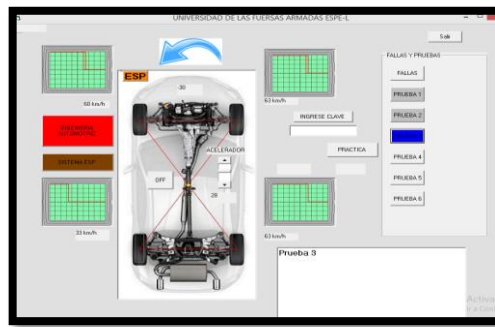 UNIVERSIDAD DE LAS FUERSAS ARMADAS ESPE-L
Salir
FALLAS Y PRUEBAS
FALLAS
PRUEBA 1
PRUEBA 2
PRUEBA 4
PRUEBA 5
PRUEBA 6
ESP
-30
60 km/h
63 km/h
INGRESE CLAVE
PRACTICA
INGENIERIA
AUTOMOTRIZ
SISTEMA ESP
ACELERADOR
OFF
28
33 km/h
63 km/h
Prueba 3